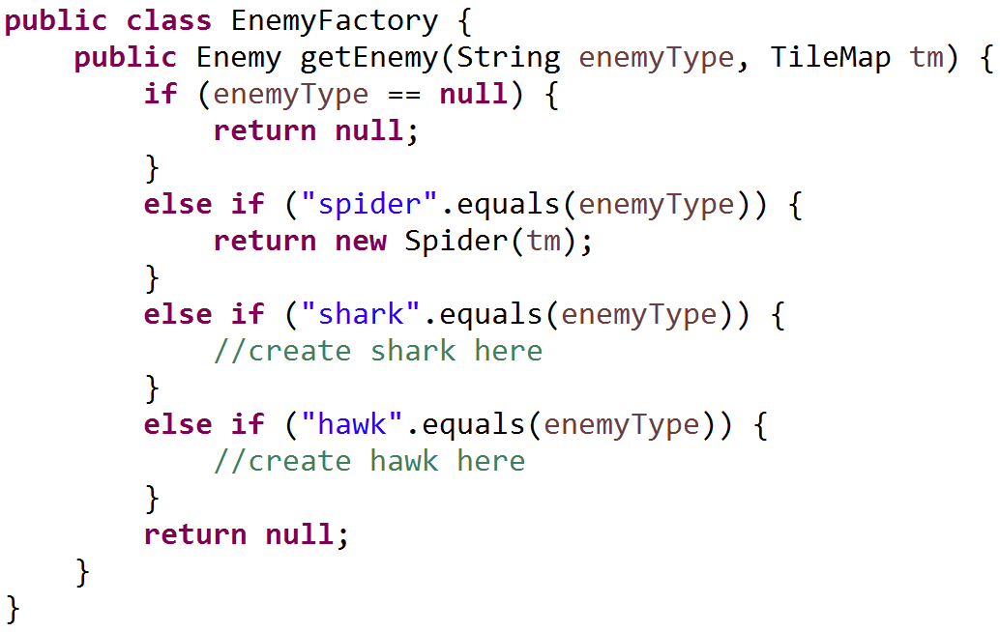 public class EnemyFactory {
    public Enemy getEnemy(String enemyType, TileMap tm) {
        if (enemyType == null) {
            return null;
        }
        else if ("spider".equals(enemyType)) {
            return new Spider(tm);
        }
        else if ("shark".equals(enemyType)) {
            //create shark here
        }
        else if ("hawk".equals(enemyType)) {
            //create hawk here
        }
        return null;
    }
}